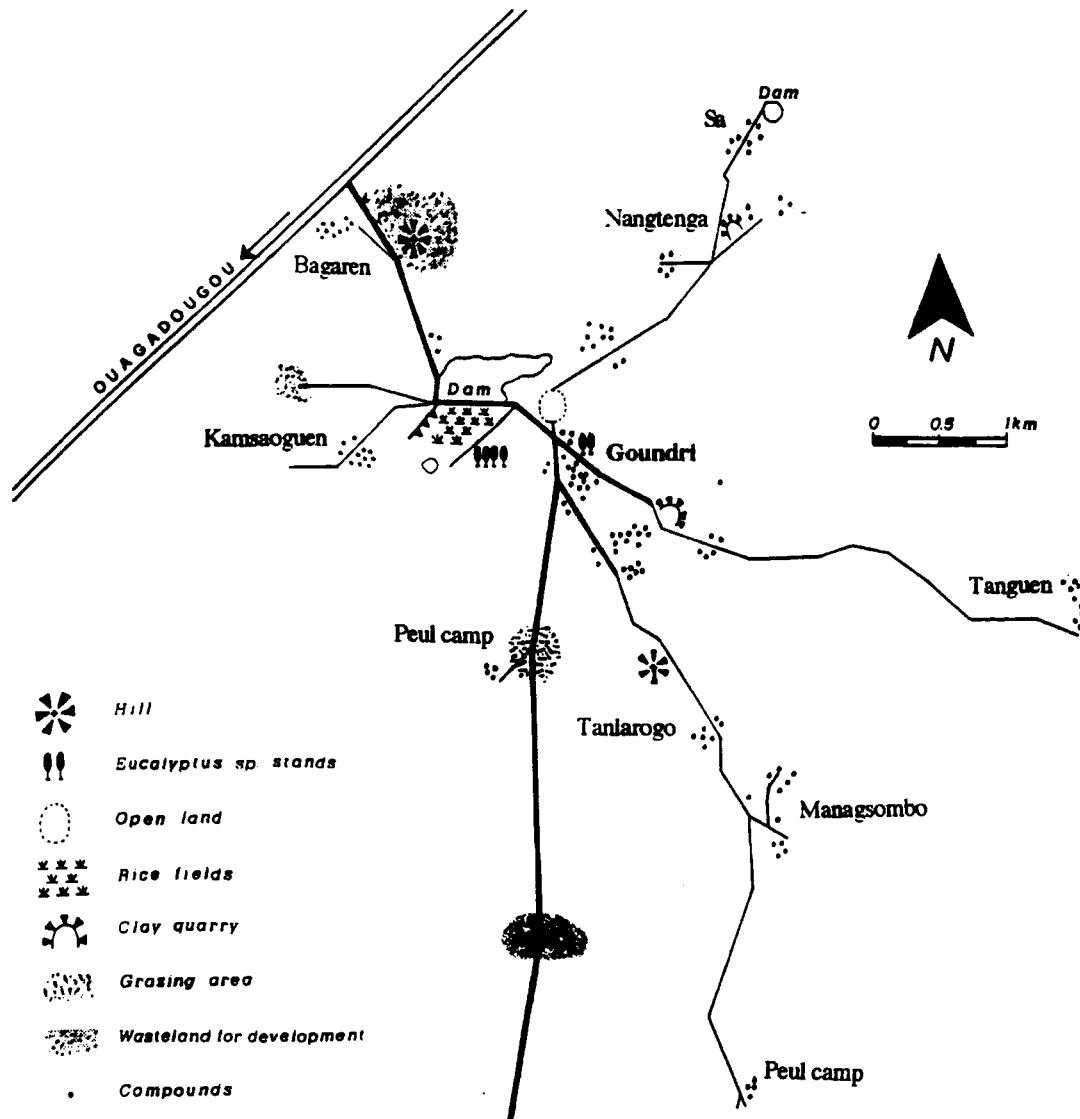 Dam
Sa
Nangtenga
Bagaren
OUAGADOUGOU
N
Dam
0 0.5 1km
Kamsaoguen
Goundri
Tanguen
Peul camp
Hill
Tanlarogo
Eucalyptus sp. stands
Open land
Managsombo
Rice fields
Clay quarry
Grasing area
Wasteland for development
Peul camp
Compounds